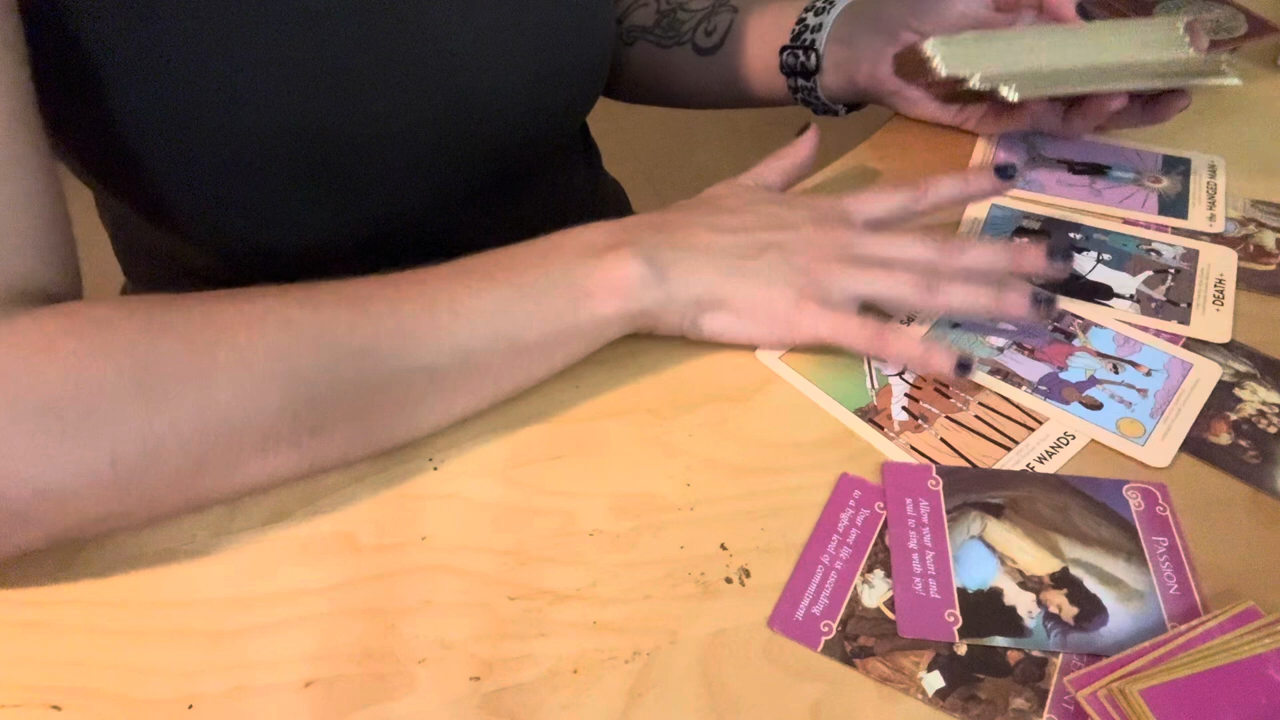 the HANGED MAN
DEATH
OF WANDS
PASSION
Allow your heart and
soul to sing with joy!
Your love life is ascending
to a higher level of commitment.